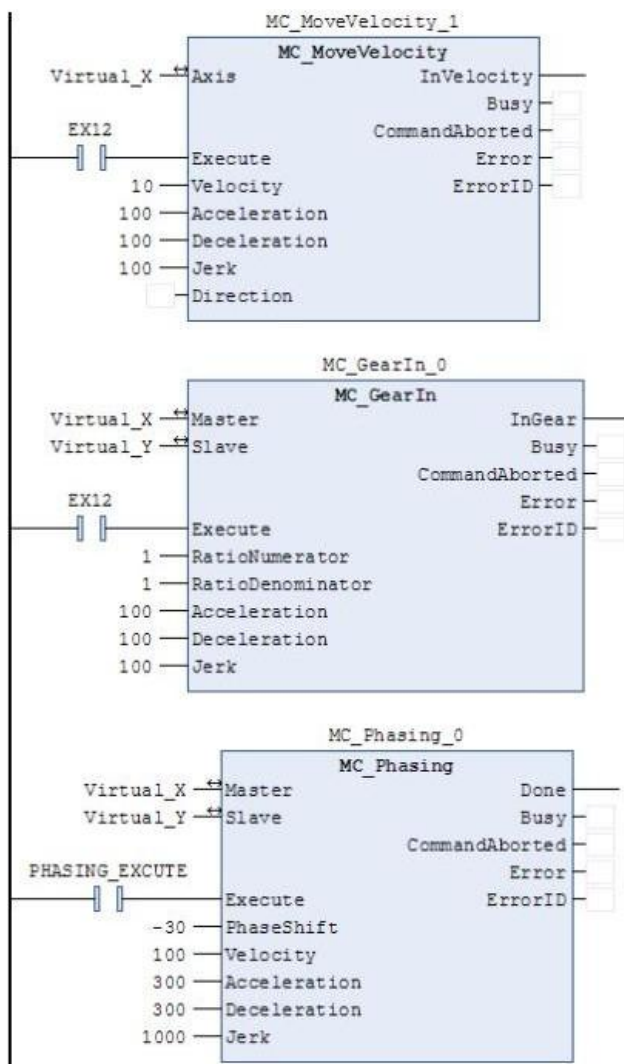 MC_MoveVelocity_1
MC_MoveVelocity
Virtual_X Axis InVelocity
Busy
EX12 CommandAborted
Execute Error
10 Velocity ErrorID
100 Acceleration
100 Deceleration
100 Jerk
Direction
MC_GearIn_0
MC_GearIn
Virtual_X Master InGear
Virtual_Y Slave Busy
CommandAborted
EX12 Error
Execute ErrorID
1 RatioNumerator
1 RatioDenominator
100 Acceleration
100 Deceleration
100 Jerk
MC_Phasing_0
MC_Phasing
Virtual_X Master Done
Virtual_Y Slave Busy
CommandAborted
PHASING_EXCUTE Error
Execute ErrorID
-30 PhaseShift
100 Velocity
300 Acceleration
300 Deceleration
1000 Jerk